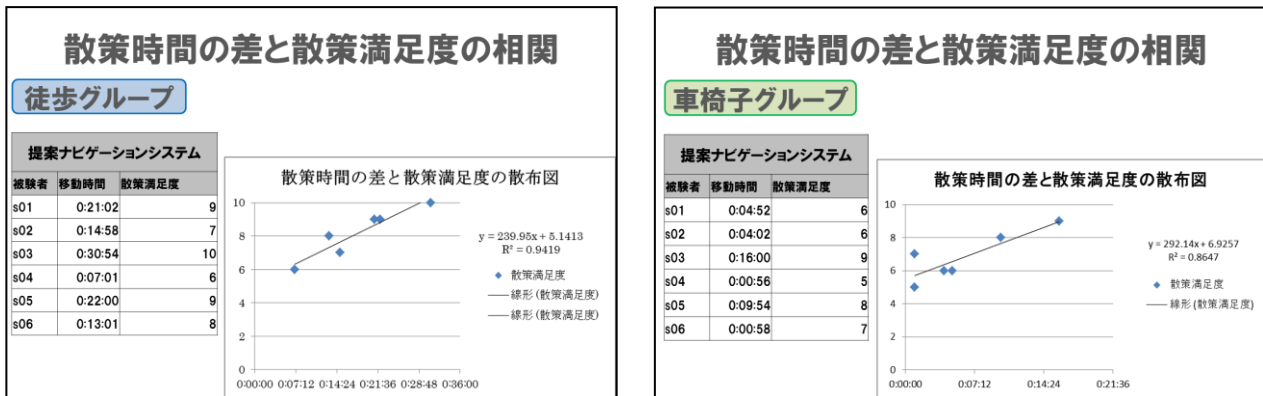 散策時間の差と散策満足度の相関
徒歩グループ
提案ナビゲーションシステム
被験者 移動時間 散策満足度
s01 0:21:02 9
s02 0:14:58 7
s03 0:30:54 10
s04 0:07:01 6
s05 0:22:00 9
s06 0:13:01 8
散策時間の差と散策満足度の散布図
10
8
6
4
2
0
0:00:00 0:07:12 0:14:24 0:21:36 0:28:48 0:36:00
y = 239.95x + 5.1413
R² = 0.9419
散策満足度
線形 (散策満足度)
線形 (散策満足度)
散策時間の差と散策満足度の相関
車椅子グループ
提案ナビゲーションシステム
被験者 移動時間 散策満足度
s01 0:04:52 6
s02 0:04:02 6
s03 0:16:00 9
s04 0:00:56 5
s05 0:09:54 8
s06 0:00:58 7
散策時間の差と散策満足度の散布図
10
8
6
4
2
0
0:00:00 0:07:12 0:14:24 0:21:36
y = 292.14x + 6.9257
R² = 0.8647
散策満足度
線形 (散策満足度)